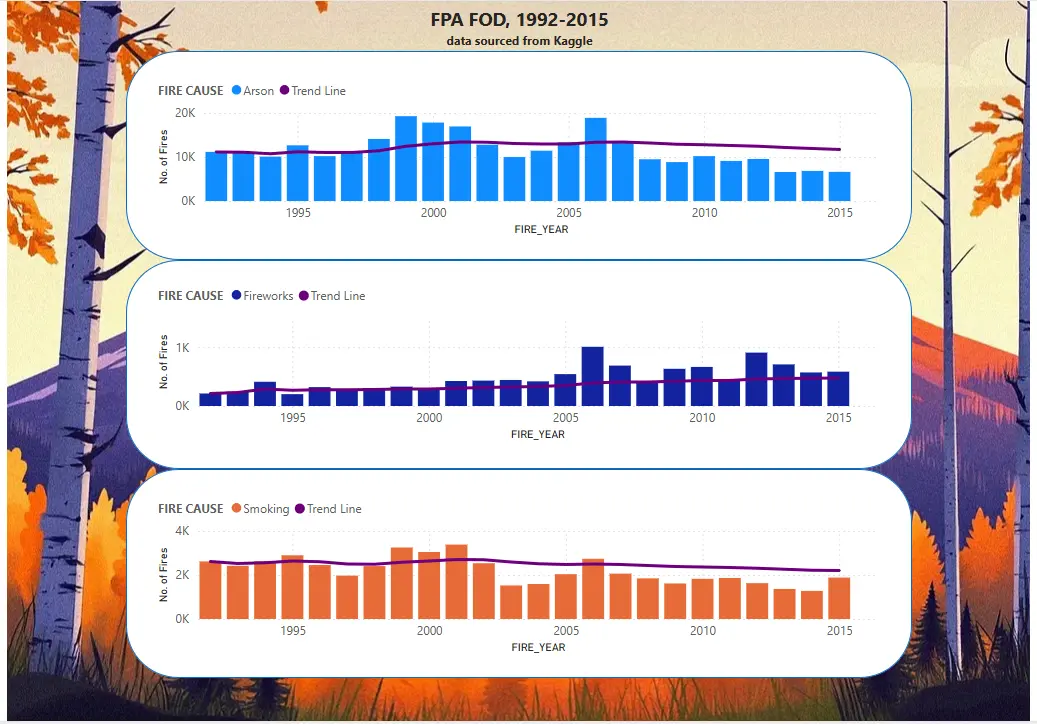 FPA FOD, 1992-2015
data sourced from Kaggle
FIRE CAUSE Arson Trend Line
20K
10K
0K
No. of Fires
1995 2000 2005 2010 2015
FIRE_YEAR
FIRE CAUSE Fireworks Trend Line
1K
0K
No. of Fires
1995 2000 2005 2010 2015
FIRE_YEAR
FIRE CAUSE Smoking Trend Line
4K
2K
0K
No. of Fires
1995 2000 2005 2010 2015
FIRE_YEAR